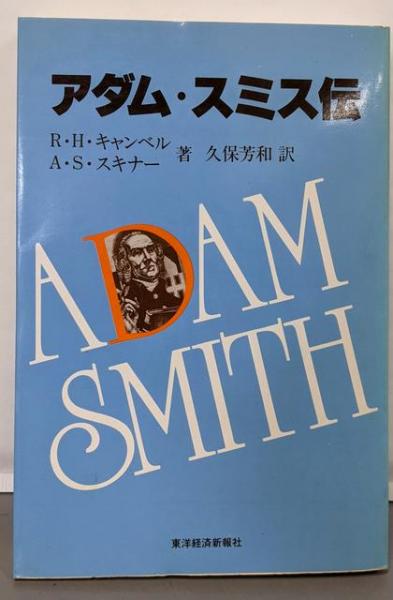 アダム・スミス伝
R・H・キャンベル
A・S・スキナー 著 久保芳和 訳
ADAM
SMITH
東洋経済新報社